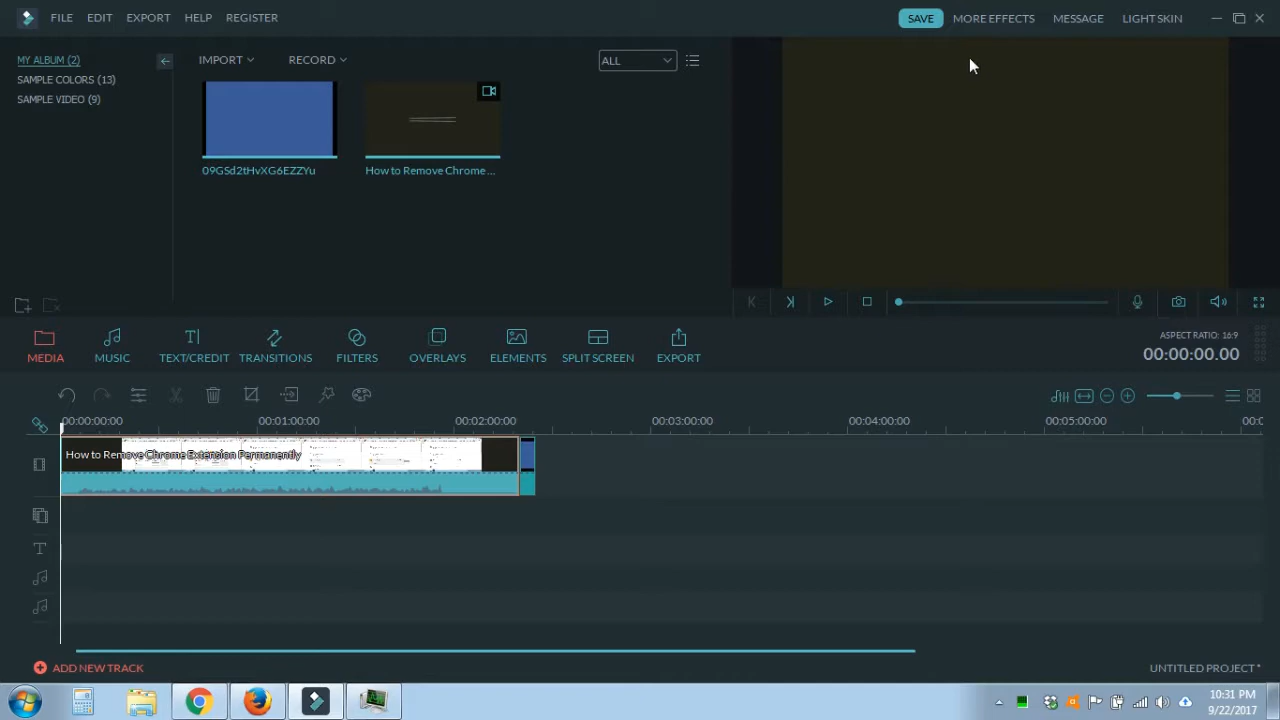 FILE EDIT EXPORT HELP REGISTER SAVE MORE EFFECTS MESSAGE LIGHT SKIN
MY ALBUM (2)
SAMPLE COLORS (13)
SAMPLE VIDEO (9)
IMPORT RECORD ALL
09GSd2tHvXG6EZZYu How to Remove Chrome ...
MEDIA MUSIC TEXT/CREDIT TRANSITIONS FILTERS OVERLAYS ELEMENTS SPLIT SCREEN EXPORT
ASPECT RATIO: 16:9
00:00:00.00
00:00:00:00 00:01:00:00 00:02:00:00 00:03:00:00 00:04:00:00 00:05:00:00 00:0
How to Remove Chrome Extension Permanently
ADD NEW TRACK
UNTITLED PROJECT *
10:31 PM
9/22/2017